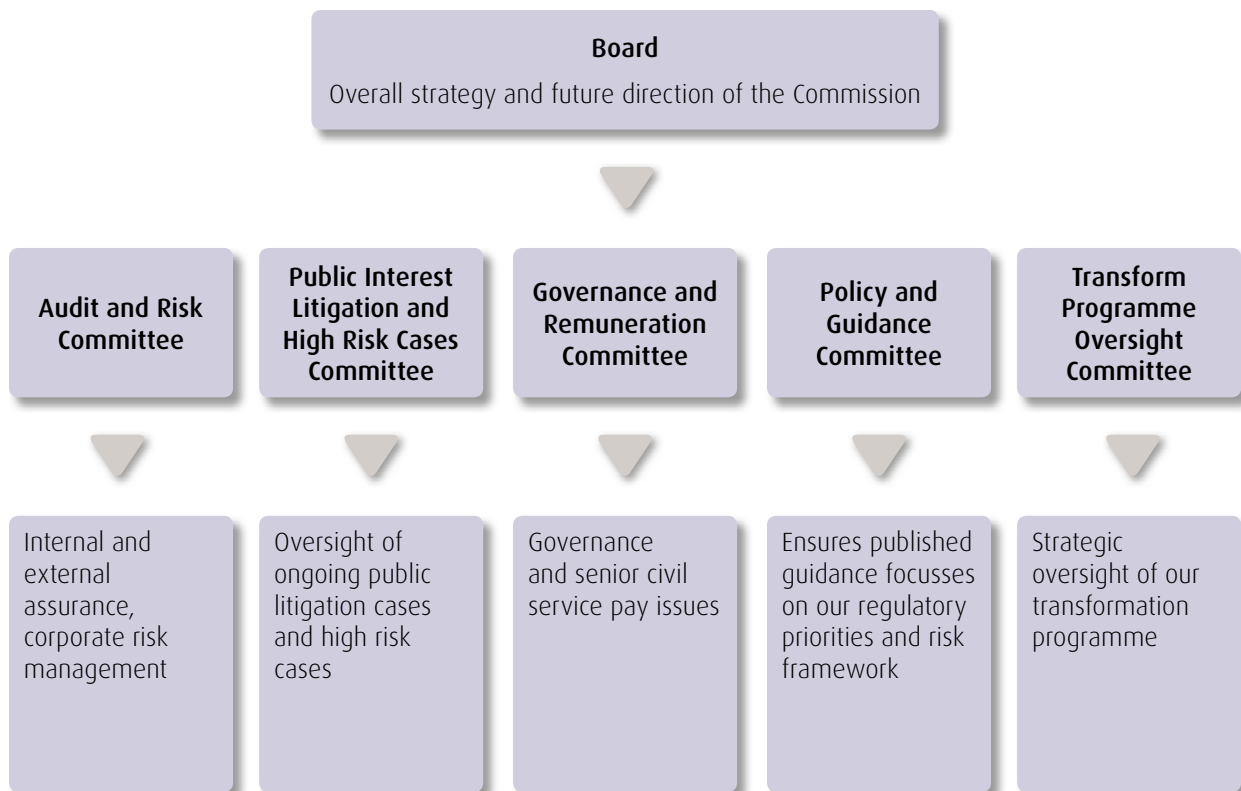 Board
Overall strategy and future direction of the Commission
Audit and Risk
Committee
Public Interest
Litigation and
High Risk Cases
Committee
Governance and
Remuneration
Committee
Policy and
Guidance
Committee
Transform
Programme
Oversight
Committee
Internal and
external
assurance,
corporate risk
management
Oversight of
ongoing public
litigation cases
and high risk
cases
Governance
and senior civil
service pay issues
Ensures published
guidance focusses
on our regulatory
priorities and risk
framework
Strategic
oversight of our
transformation
programme